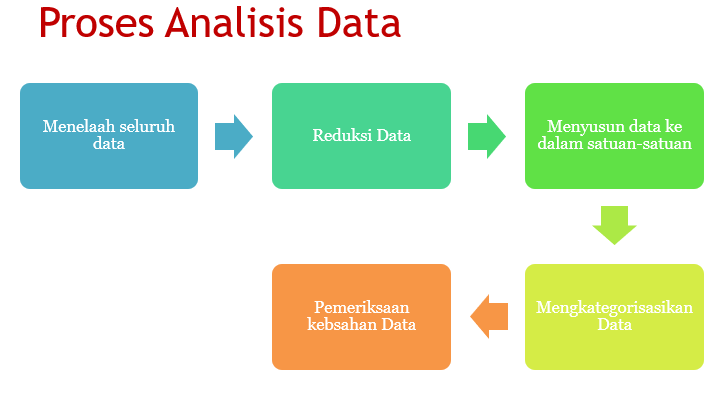 Proses Analisis Data
Menelaah seluruh
data
Reduksi Data
Menyusun data ke
dalam satuan-satuan
Mengkategorisasikan
Data
Pemeriksaan
kebsahan Data